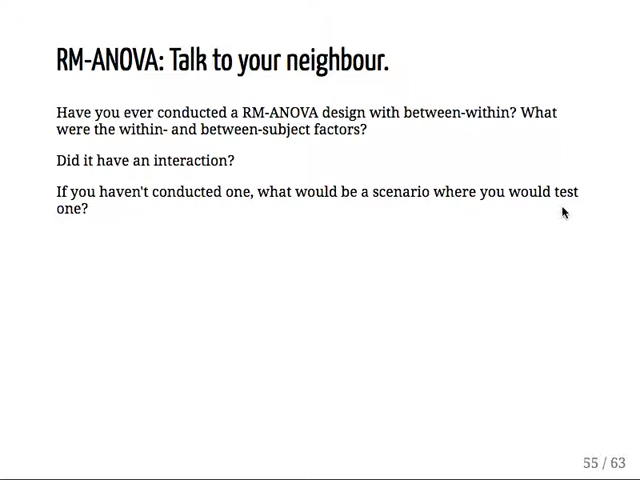 RM-ANOVA: Talk to your neighbour.
Have you ever conducted a RM-ANOVA design with between-within? What
were the within- and between-subject factors?
Did it have an interaction?
If you haven't conducted one, what would be a scenario where you would test
one?
55 / 63